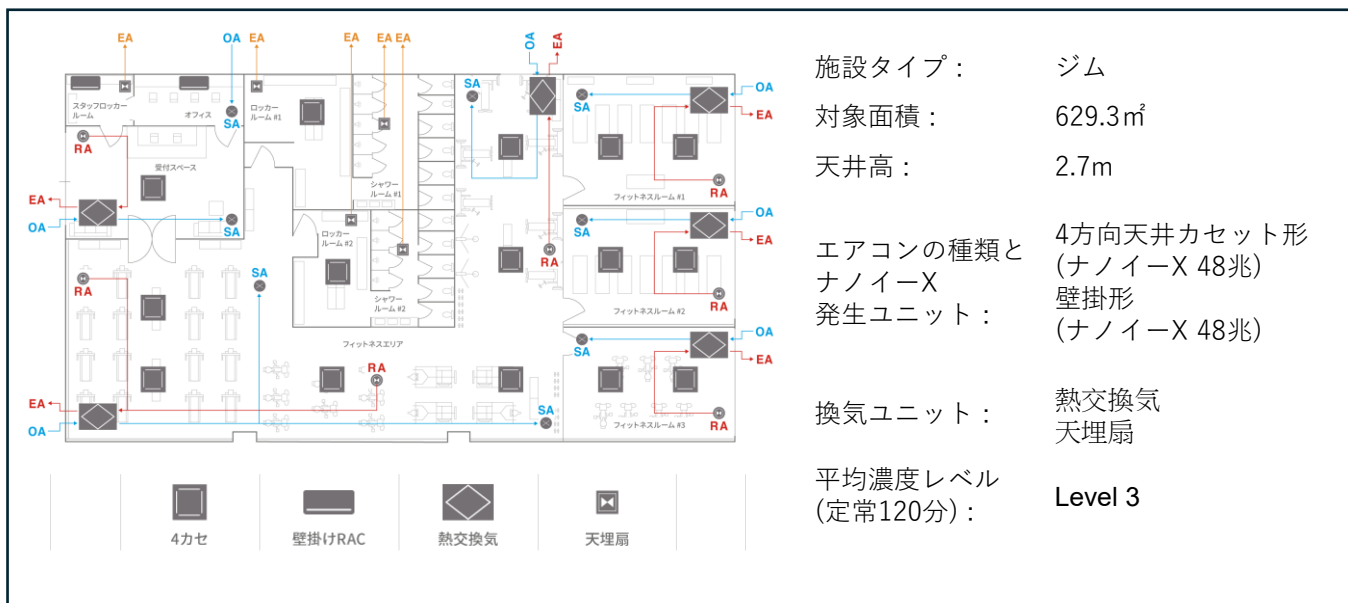 EA
EA
EA
EA
EA
OA
OA
EA
SA
SA
OA
EA
スタッフロッカー
ルーム
オフィス
SA
ロッカー
ルーム #1
RA
受付スペース
シャワー
ルーム #1
RA
フィットネスルーム #1
EA
OA
SA
ロッカー
ルーム #2
SA
OA
EA
RA
SA
RA
シャワー
ルーム #2
RA
フィットネスルーム #2
フィットネスエリア
SA
OA
EA
RA
EA
OA
SA
RA
フィットネスルーム #3
4カセ
壁掛けRAC
熱交換気
天埋扇
施設タイプ： ジム
対象面積： 629.3㎡
天井高： 2.7m
エアコンの種類と
ナノイーX
発生ユニット：
4方向天井カセット形
(ナノイーX 48兆)
壁掛形
(ナノイーX 48兆)
換気ユニット：
熱交換気
天埋扇
平均濃度レベル
(定常120分)：
Level 3